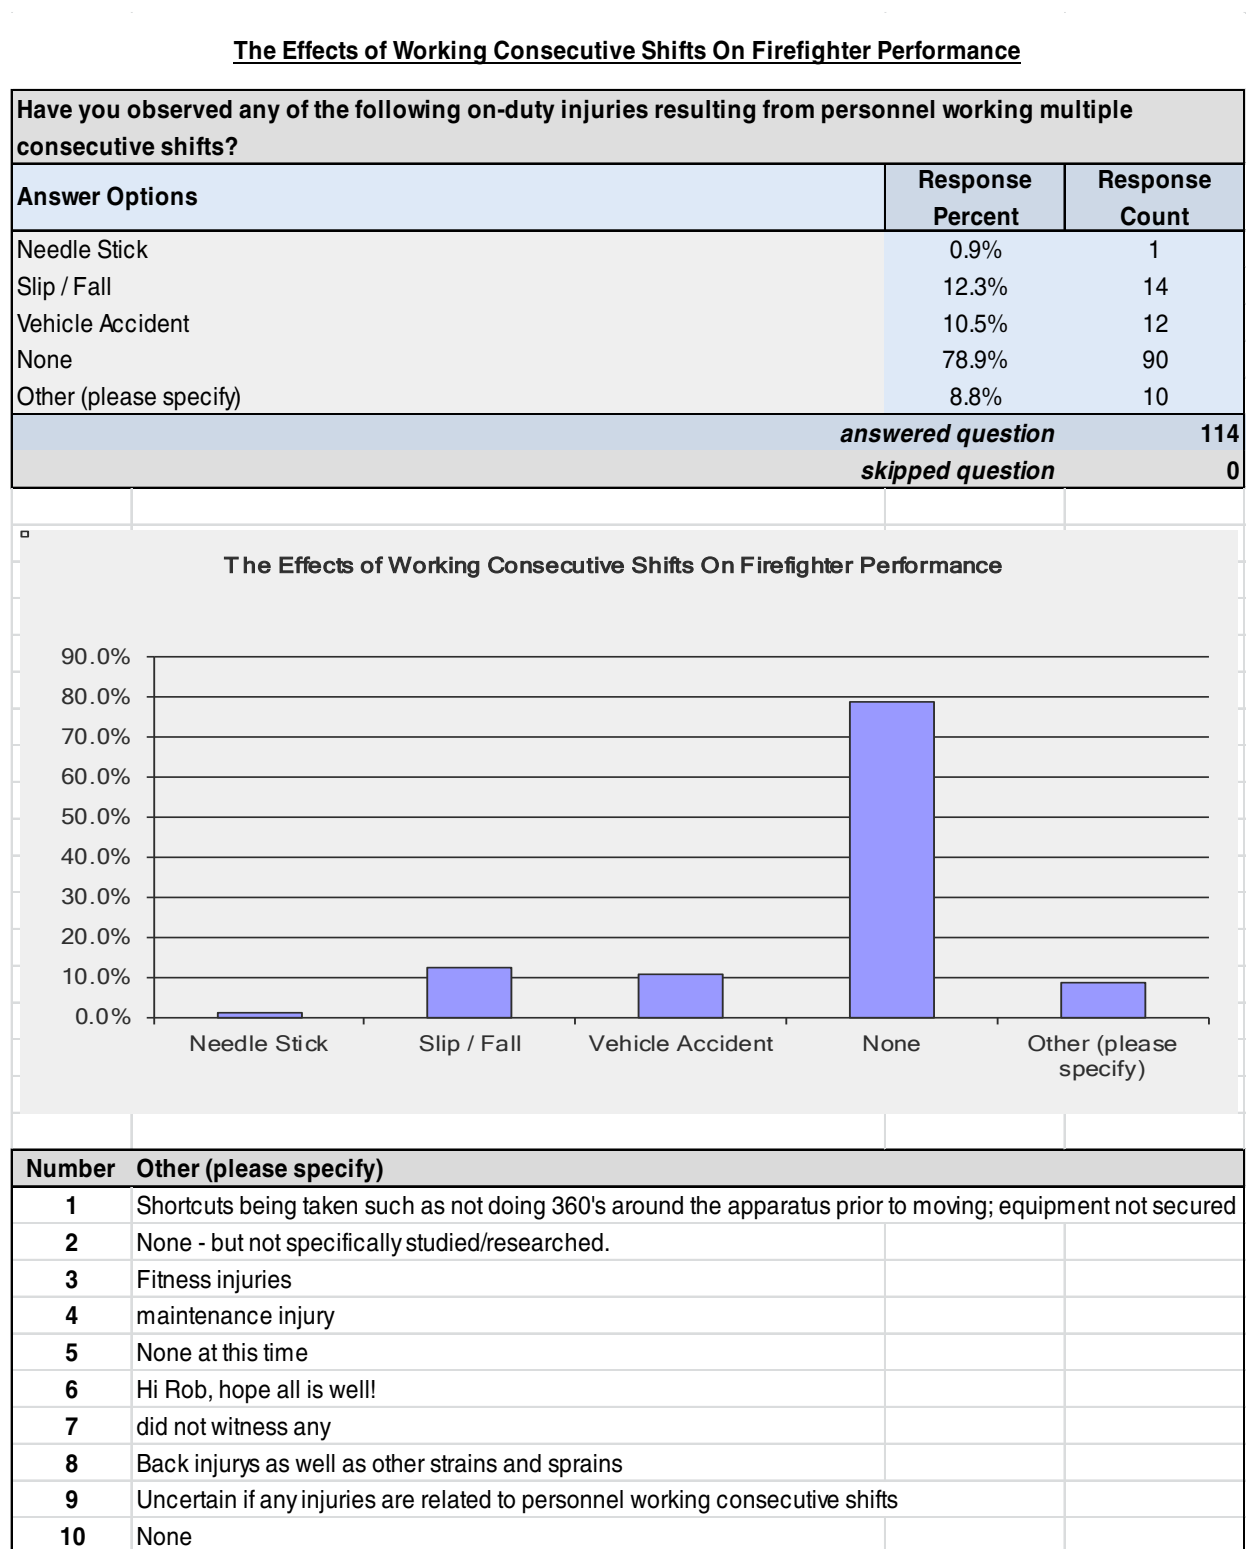 The Effects of Working Consecutive Shifts On Firefighter Performance
Have you observed any of the following on-duty injuries resulting from personnel working multiple
consecutive shifts?
Answer Options Response Percent Response Count
Needle Stick 0.9% 1
Slip / Fall 12.3% 14
Vehicle Accident 10.5% 12
None 78.9% 90
Other (please specify) 8.8% 10
answered question 114
skipped question 0
The Effects of Working Consecutive Shifts On Firefighter Performance
90.0%
80.0%
70.0%
60.0%
50.0%
40.0%
30.0%
20.0%
10.0%
0.0%
Needle Stick Slip / Fall Vehicle Accident None Other (please
specify)
Number Other (please specify)
1 Shortcuts being taken such as not doing 360's around the apparatus prior to moving; equipment not secured
2 None - but not specifically studied/researched.
3 Fitness injuries
4 maintenance injury
5 None at this time
6 Hi Rob, hope all is well!
7 did not witness any
8 Back injurys as well as other strains and sprains
9 Uncertain if any injuries are related to personnel working consecutive shifts
10 None